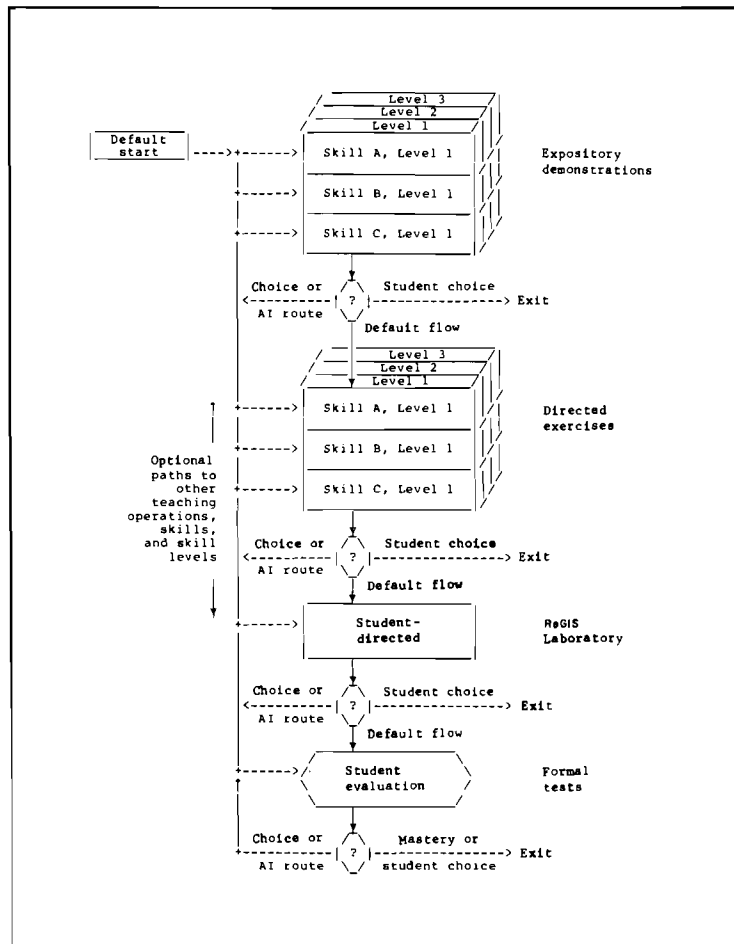 Level 3
Level 2
Level 1
Default
start
Skill A, Level 1
Expository
demonstrations
Skill B, Level 1
Skill C, Level 1
Choice or
?
Student choice
Exit
AI route
Default flow
Level 3
Level 2
Level 1
Skill A, Level 1
Directed
exercises
Skill B, Level 1
Skill C, Level 1
Optional
paths to
other
teaching
operations,
skills,
and skill
levels
Choice or
?
Student choice
Exit
AI route
Default flow
Student-
directed
ReGIS
Laboratory
Choice or
?
Student choice
Exit
AI route
Default flow
Student
evaluation
Formal
tests
Choice or
?
Mastery or
Exit
AI route
student choice